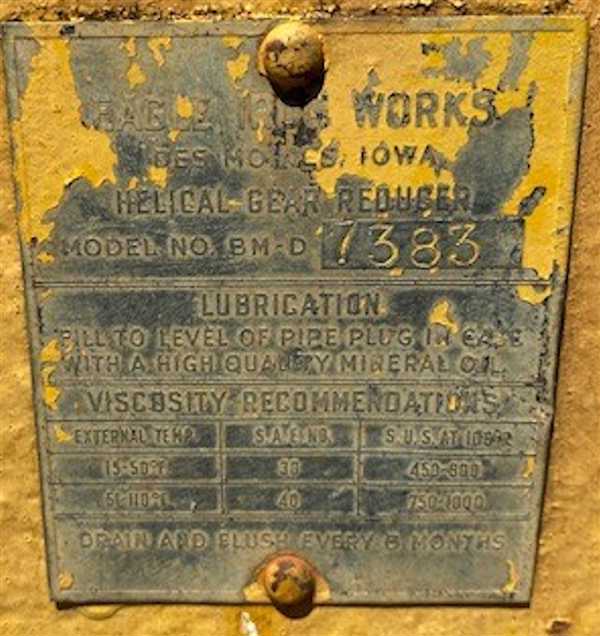 EAGLE IRON WORKS
DES MOINES, IOWA
HELICAL GEAR REDUCER
MODEL NO. BM-D 7383
LUBRICATION
FILL TO LEVEL OF PIPE PLUG IN CASE
WITH A HIGH QUALITY MINERAL OIL.
VISCOSITY RECOMMENDATIONS
EXTERNAL TEMP. S.A.E. NO. S.U.S. AT 100°F
15-50°F. 30 450-600
51-110°F. 40 750-1000
DRAIN AND FLUSH EVERY 6 MONTHS